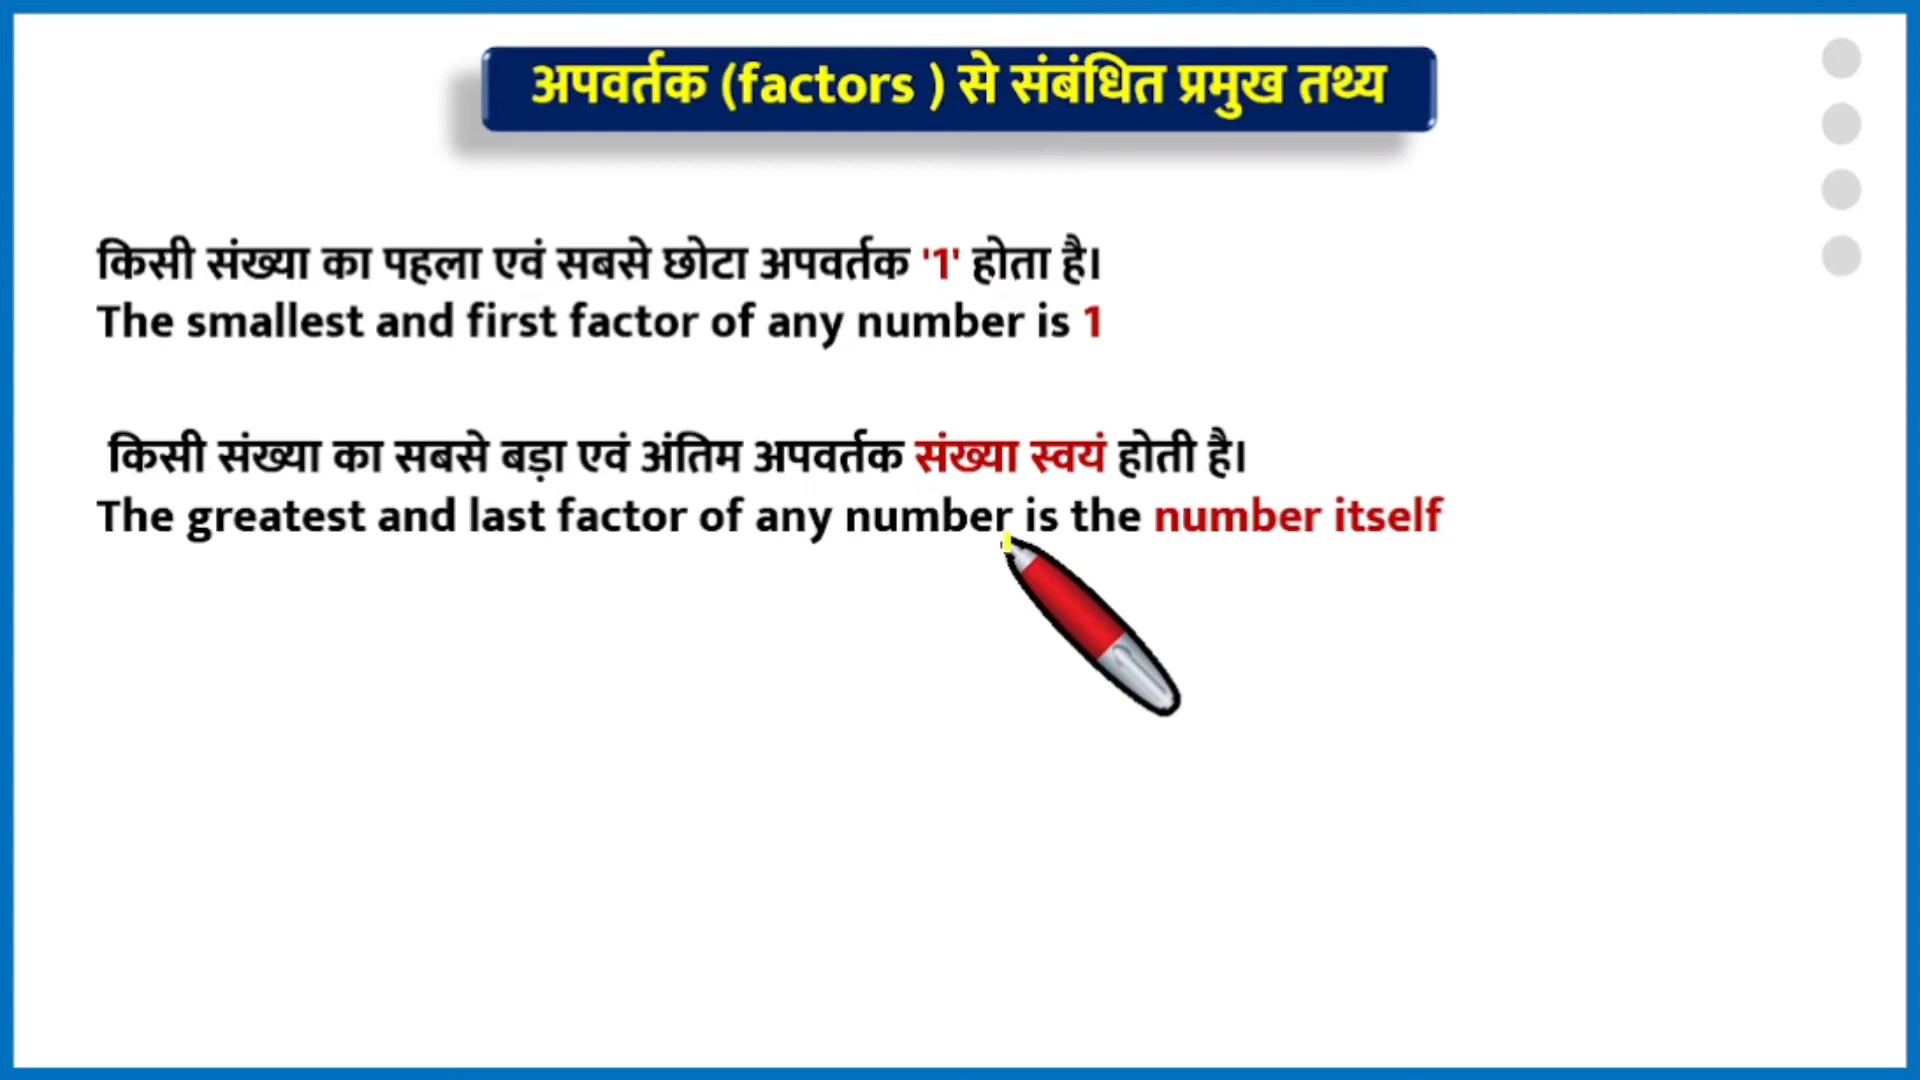 अपवर्तक (factors ) से संबंधित प्रमुख तथ्य
किसी संख्या का पहला एवं सबसे छोटा अपवर्तक '1' होता है।
The smallest and first factor of any number is 1
किसी संख्या का सबसे बड़ा एवं अंतिम अपवर्तक संख्या स्वयं होती है।
The greatest and last factor of any number is the number itself